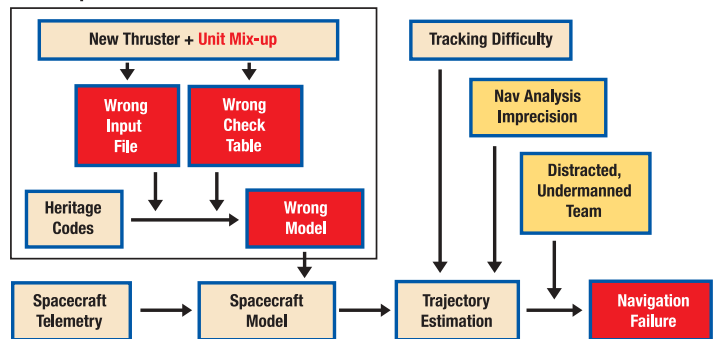 New Thruster + Unit Mix-up
Tracking Difficulty
Wrong
Input
File
Wrong
Check
Table
Nav Analysis
Imprecision
Distracted,
Undermanned
Team
Heritage
Codes
Wrong
Model
Spacecraft
Telemetry
Spacecraft
Model
Trajectory
Estimation
Navigation
Failure